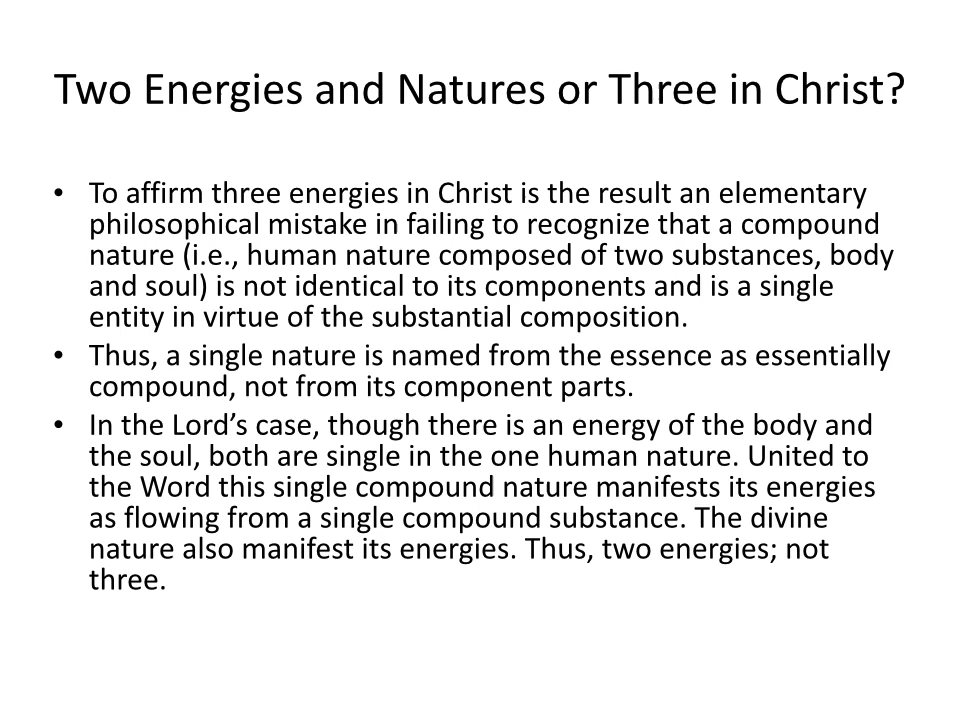 Two Energies and Natures or Three in Christ?
• To affirm three energies in Christ is the result an elementary
philosophical mistake in failing to recognize that a compound
nature (i.e., human nature composed of two substances, body
and soul) is not identical to its components and is a single
entity in virtue of the substantial composition.
• Thus, a single nature is named from the essence as essentially
compound, not from its component parts.
• In the Lord’s case, though there is an energy of the body and
the soul, both are single in the one human nature. United to
the Word this single compound nature manifests its energies
as flowing from a single compound substance. The divine
nature also manifest its energies. Thus, two energies; not
three.